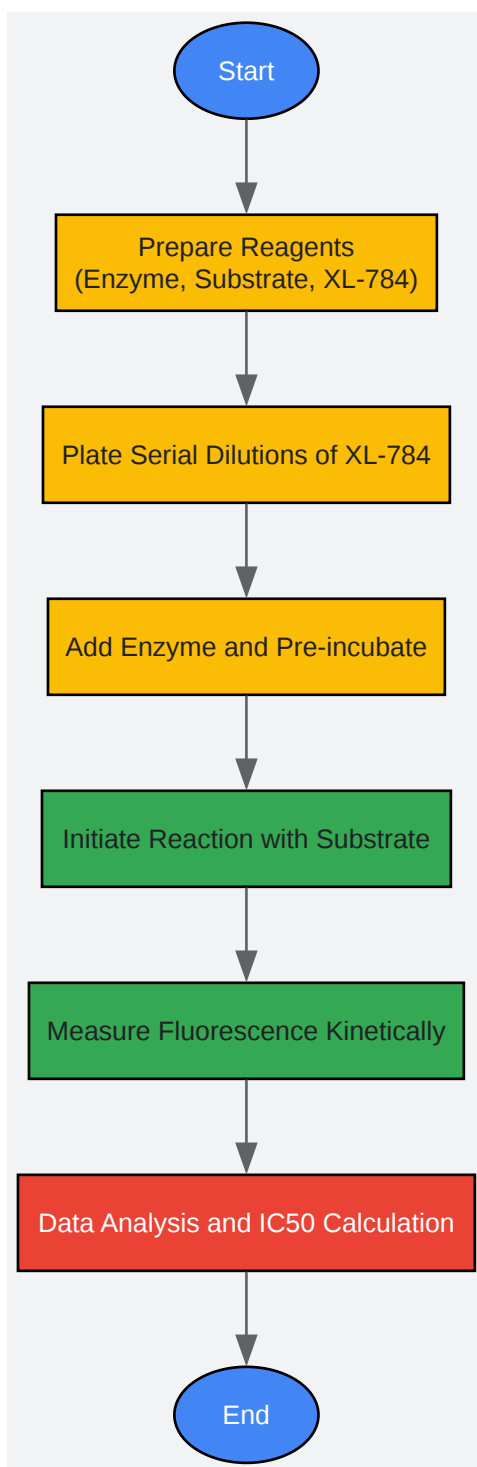 Start
Prepare Reagents
(Enzyme, Substrate, XL-784)
Plate Serial Dilutions of XL-784
Add Enzyme and Pre-incubate
Initiate Reaction with Substrate
Measure Fluorescence Kinetically
Data Analysis and IC50 Calculation
End